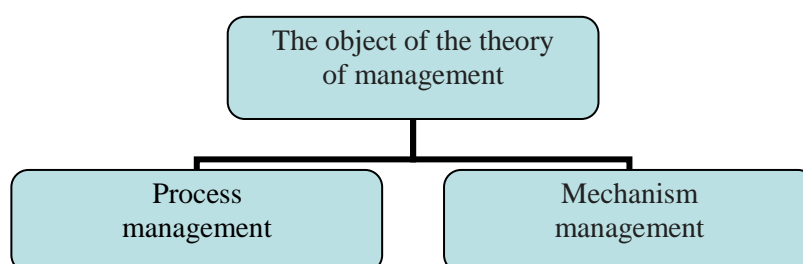 The object of the theory
of management
Process
management
Mechanism
management